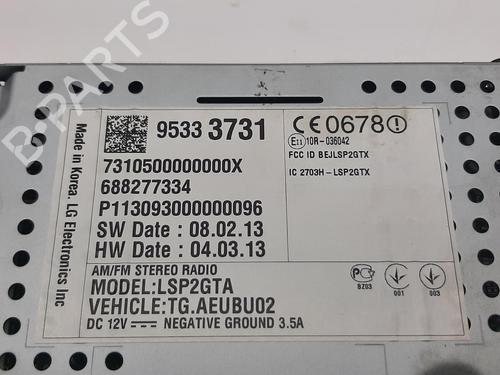 B-PARTS
Made in Korea. LG Electronics Inc
9533 3731
CE0678
E11 10R-036042
FCC ID BEJLSP2GTX
IC 2703H-LSP2GTX
7310500000000X
688277334
P113093000000096
SW Date : 08.02.13
HW Date : 04.03.13
AM/FM STEREO RADIO
MODEL:LSP2GTA
VEHICLE:TG.AEUBU02
DC 12V NEGATIVE GROUND 3.5A
BZ03
001
003